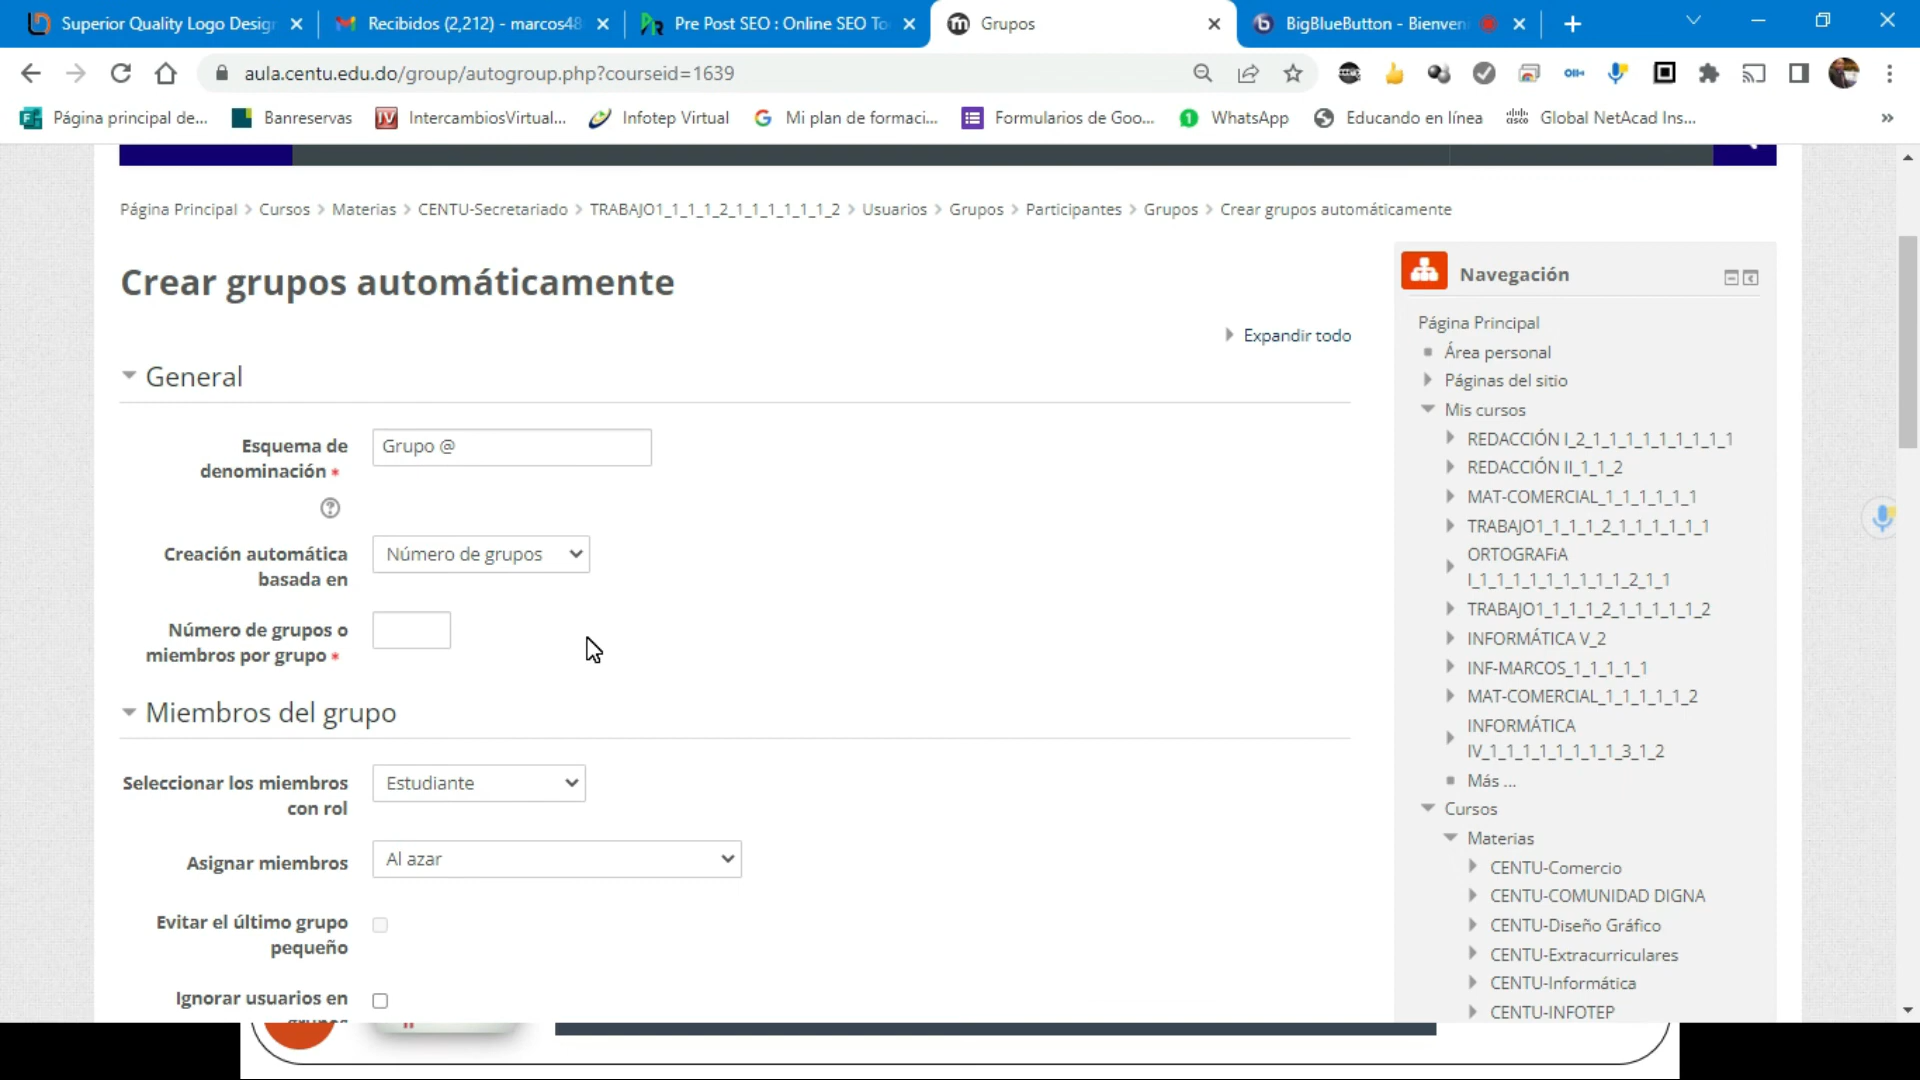 Superior Quality Logo Design
Recibidos (2,212) - marcos48
Pre Post SEO : Online SEO To
Grupos
BigBlueButton - Bienveni
aula.centu.edu.do/group/autogroup.php?courseid=1639
Página principal de...
Banreservas
IntercambiosVirtual...
Infotep Virtual
Mi plan de formaci...
Formularios de Goo...
WhatsApp
Educando en línea
Global NetAcad Ins...
Página Principal > Cursos > Materias > CENTU-Secretariado > TRABAJO1_1_1_1_2_1_1_1_1_1_1_2 > Usuarios > Grupos > Participantes > Grupos > Crear grupos automáticamente
Crear grupos automáticamente
Expandir todo
General
Esquema de
denominación *
Grupo @
Creación automática
basada en
Número de grupos
Número de grupos o
miembros por grupo *
Miembros del grupo
Seleccionar los miembros
con rol
Estudiante
Asignar miembros
Al azar
Evitar el último grupo
pequeño
Ignorar usuarios en
grupos
Navegación
Página Principal
Área personal
Páginas del sitio
Mis cursos
REDACCIÓN I_2_1_1_1_1_1_1_1_1_1
REDACCIÓN II_1_1_2
MAT-COMERCIAL_1_1_1_1_1_1
TRABAJO1_1_1_1_2_1_1_1_1_1_1
ORTOGRAFiA
I_1_1_1_1_1_1_1_1_1_2_1_1
TRABAJO1_1_1_1_2_1_1_1_1_1_2
INFORMÁTICA V_2
INF-MARCOS_1_1_1_1_1
MAT-COMERCIAL_1_1_1_1_1_2
INFORMÁTICA
IV_1_1_1_1_1_1_1_1_3_1_2
Más ...
Cursos
Materias
CENTU-Comercio
CENTU-COMUNIDAD DIGNA
CENTU-Diseño Gráfico
CENTU-Extracurriculares
CENTU-Informática
CENTU-INFOTEP